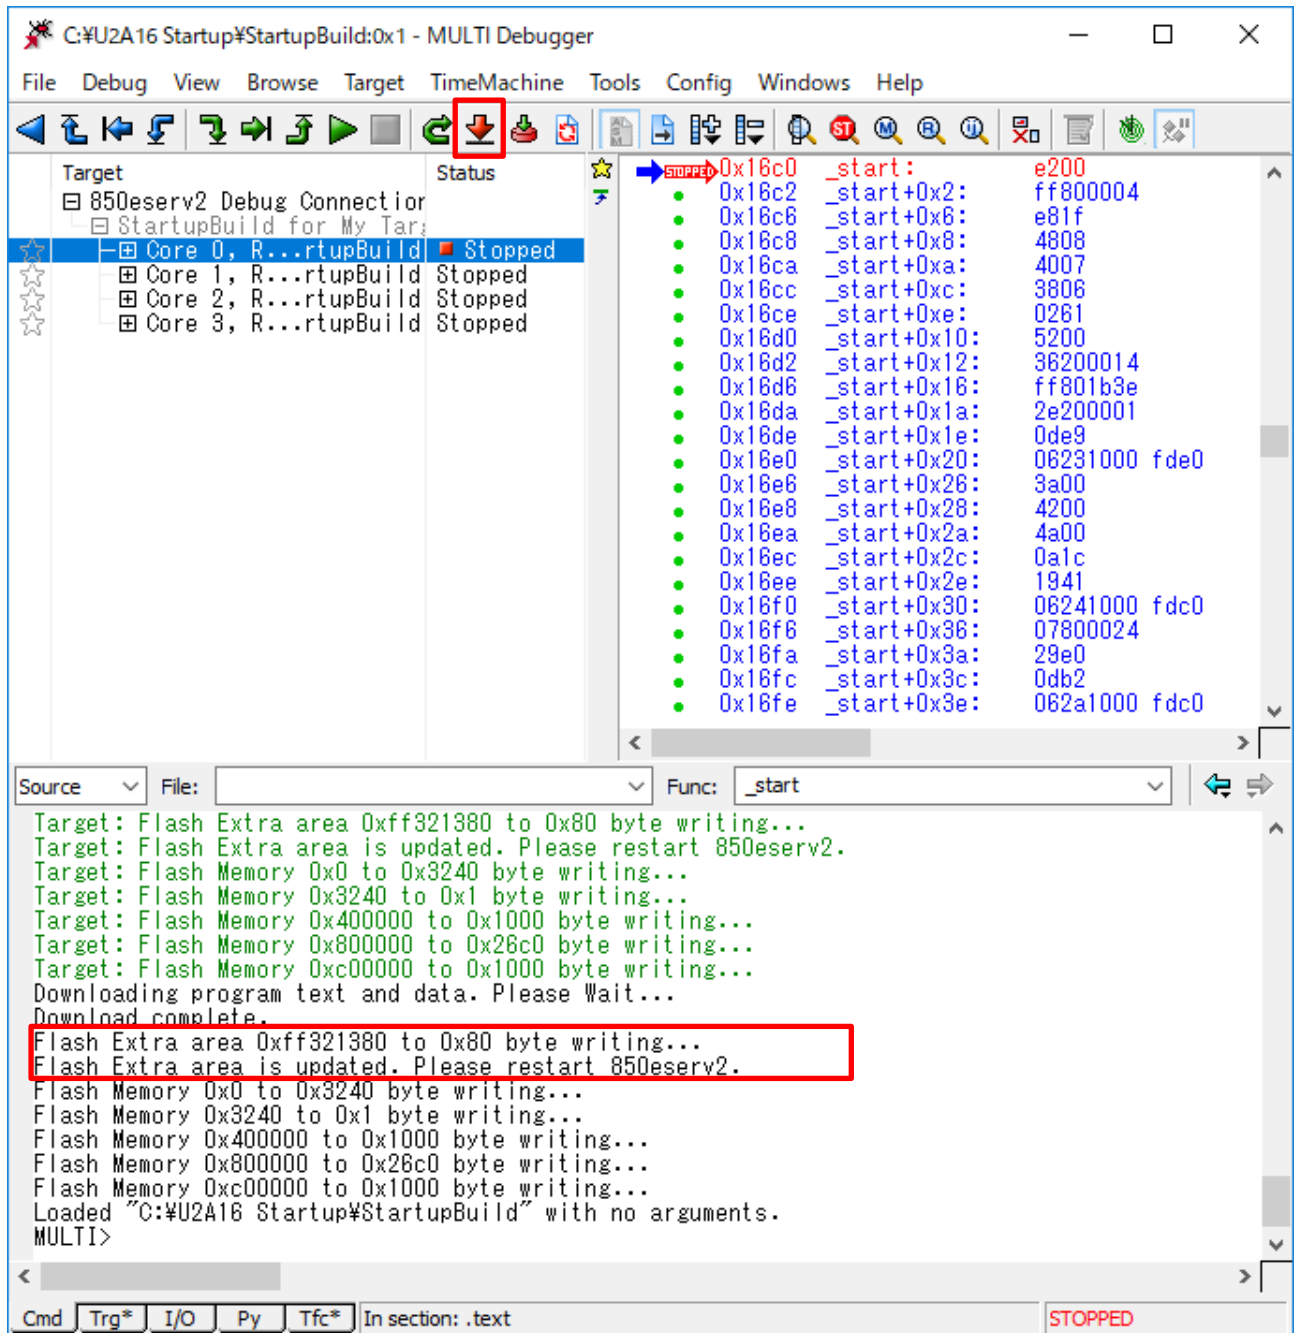 C:¥U2A16 Startup¥StartupBuild:0x1 - MULTI Debugger
File Debug View Browse Target TimeMachine Tools Config Windows Help
Target Status
850eserv2 Debug Connection
StartupBuild for My Tar
Core 0, R...rtupBuild Stopped
Core 1, R...rtupBuild Stopped
Core 2, R...rtupBuild Stopped
Core 3, R...rtupBuild Stopped
STOPPED 0x16c0 _start: e200
0x16c2 _start+0x2: ff800004
0x16c6 _start+0x6: e81f
0x16c8 _start+0x8: 4808
0x16ca _start+0xa: 4007
0x16cc _start+0xc: 3806
0x16ce _start+0xe: 0261
0x16d0 _start+0x10: 5200
0x16d2 _start+0x12: 36200014
0x16d6 _start+0x16: ff801b3e
0x16da _start+0x1a: 2e200001
0x16de _start+0x1e: 0de9
0x16e0 _start+0x20: 06231000 fde0
0x16e6 _start+0x26: 3a00
0x16e8 _start+0x28: 4200
0x16ea _start+0x2a: 4a00
0x16ec _start+0x2c: 0a1c
0x16ee _start+0x2e: 1941
0x16f0 _start+0x30: 06241000 fdc0
0x16f6 _start+0x36: 07800024
0x16fa _start+0x3a: 29e0
0x16fc _start+0x3c: 0db2
0x16fe _start+0x3e: 062a1000 fdc0
Source File: Func: _start
Target: Flash Extra area 0xff321380 to 0x80 byte writing...
Target: Flash Extra area is updated. Please restart 850eserv2.
Target: Flash Memory 0x0 to 0x3240 byte writing...
Target: Flash Memory 0x3240 to 0x1 byte writing...
Target: Flash Memory 0x400000 to 0x1000 byte writing...
Target: Flash Memory 0x800000 to 0x26c0 byte writing...
Target: Flash Memory 0xc00000 to 0x1000 byte writing...
Downloading program text and data. Please Wait...
Download complete.
Flash Extra area 0xff321380 to 0x80 byte writing...
Flash Extra area is updated. Please restart 850eserv2.
Flash Memory 0x0 to 0x3240 byte writing...
Flash Memory 0x3240 to 0x1 byte writing...
Flash Memory 0x400000 to 0x1000 byte writing...
Flash Memory 0x800000 to 0x26c0 byte writing...
Flash Memory 0xc00000 to 0x1000 byte writing...
Loaded "C:¥U2A16 Startup¥StartupBuild" with no arguments.
MULTI>
Cmd Trg* I/O Py Tfc* In section: .text STOPPED